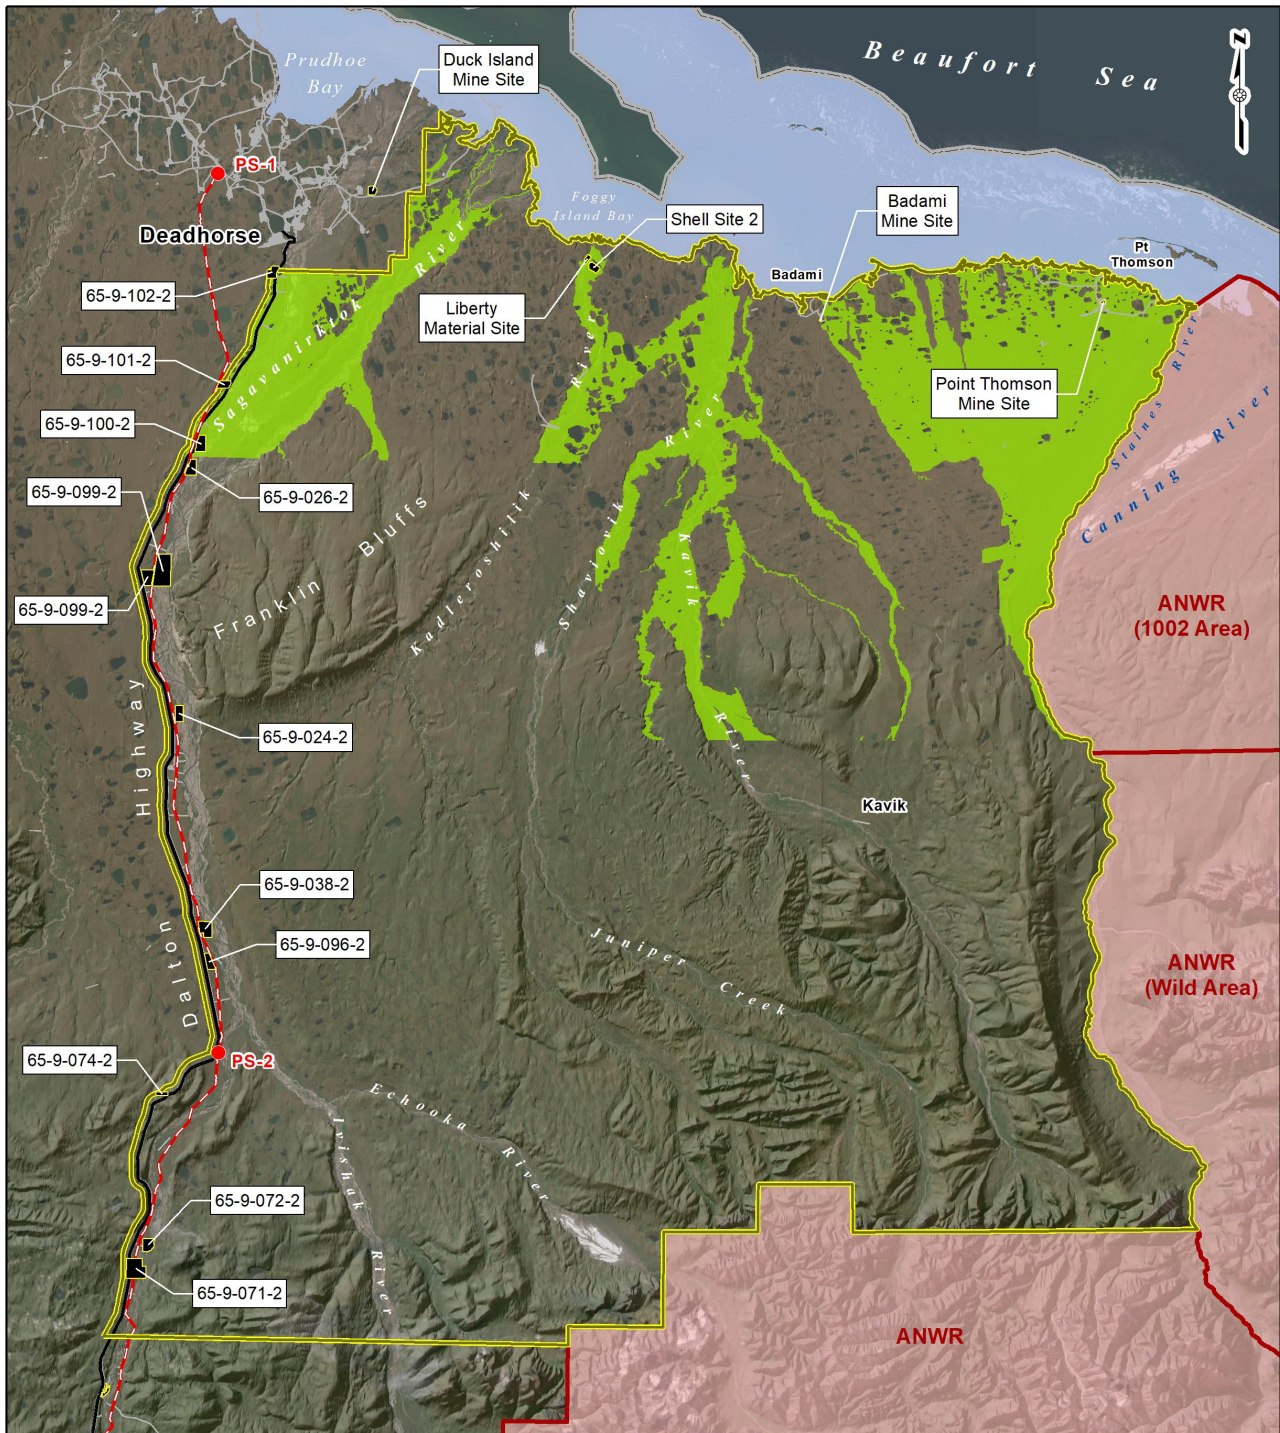 Beaufort Sea
Prudhoe
Bay
Duck Island
Mine Site
N
PS-1
Deadhorse
Foggy
Island Bay
Shell Site 2
Badami
Mine Site
Pt
Thomson
Badami
65-9-102-2
Liberty
Material Site
Sagavanirktok River
65-9-101-2
Point Thomson
Mine Site
Staines River
Canning River
65-9-100-2
65-9-099-2
65-9-026-2
Franklin Bluffs
Kadleroshilik River
Shaviovik River
Kavik River
65-9-099-2
ANWR
(1002 Area)
65-9-024-2
Dalton Highway
Kavik
65-9-038-2
65-9-096-2
Juniper Creek
ANWR
(Wild Area)
65-9-074-2
PS-2
Echooka River
Ivishak River
65-9-072-2
65-9-071-2
ANWR